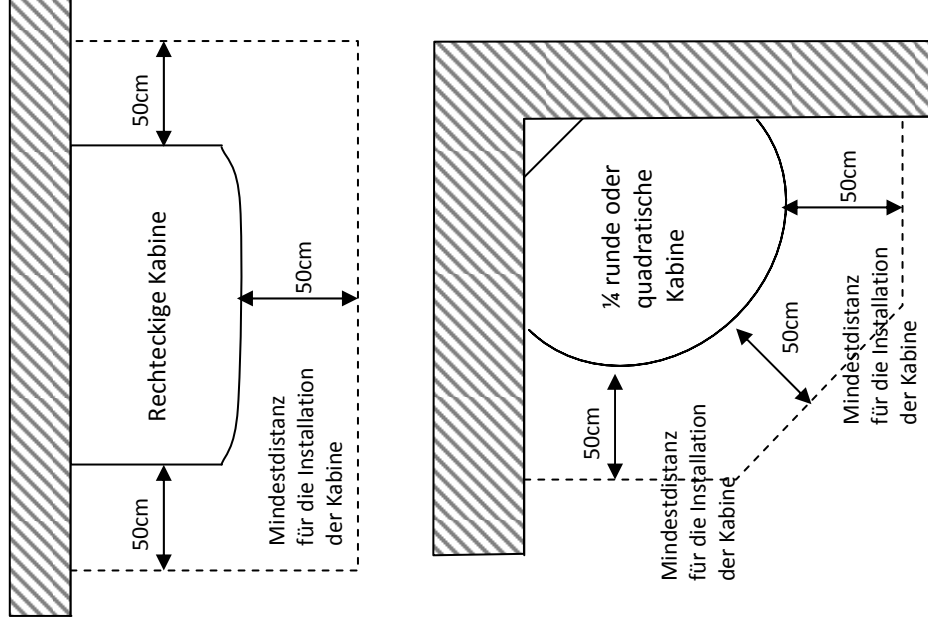 50cm
Rechteckige Kabine
50cm
50cm
Mindestdistanz
für die Installation
der Kabine
¼ runde oder
quadratische
Kabine
50cm
50cm
50cm
Mindestdistanz
für die Installation
der Kabine
Mindestdistanz
für die Installation
der Kabine